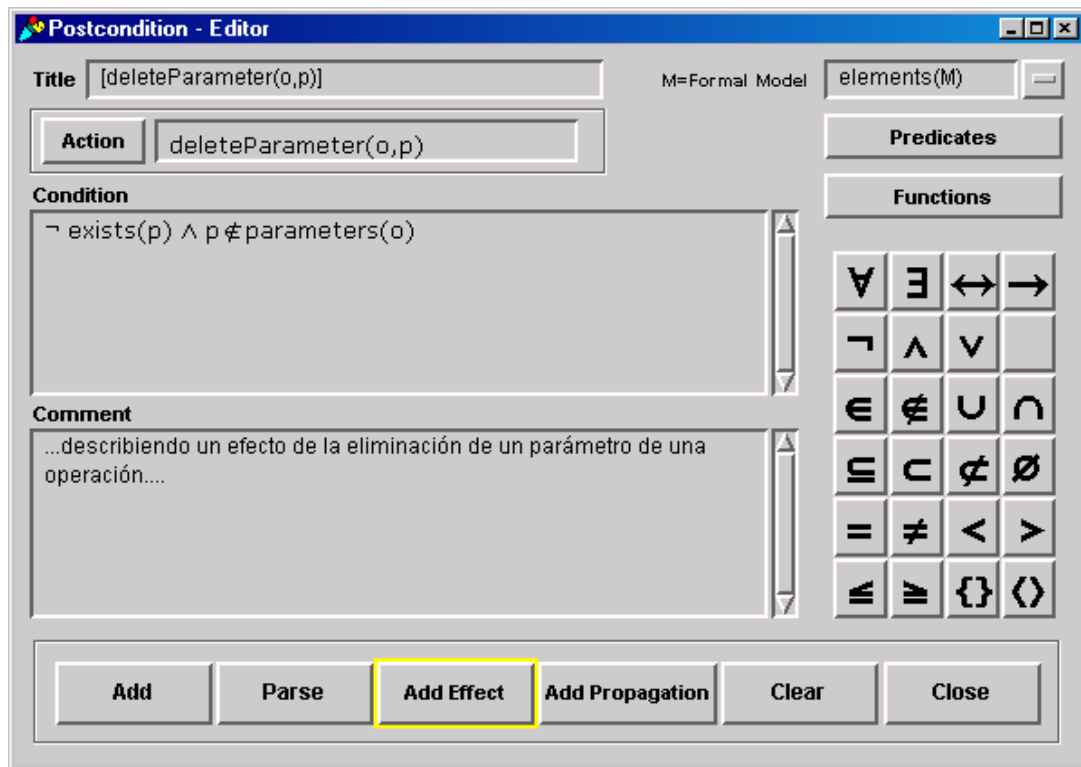 Postcondition - Editor
Title [deleteParameter(o,p)] M=Formal Model elements(M)
Action deleteParameter(o,p) Predicates
Condition Functions
¬ exists(p) ∧ p∉parameters(o)
∀ ∃ ↔ →
¬ ∧ ∨
Comment
∈ ∉ ∪ ∩
...describiendo un efecto de la eliminación de un parámetro de una
operación....
⊆ ⊂ ⊄ Ø
= ≠ < >
≤ ≥ {} ⟨⟩
Add Parse Add Effect Add Propagation Clear Close